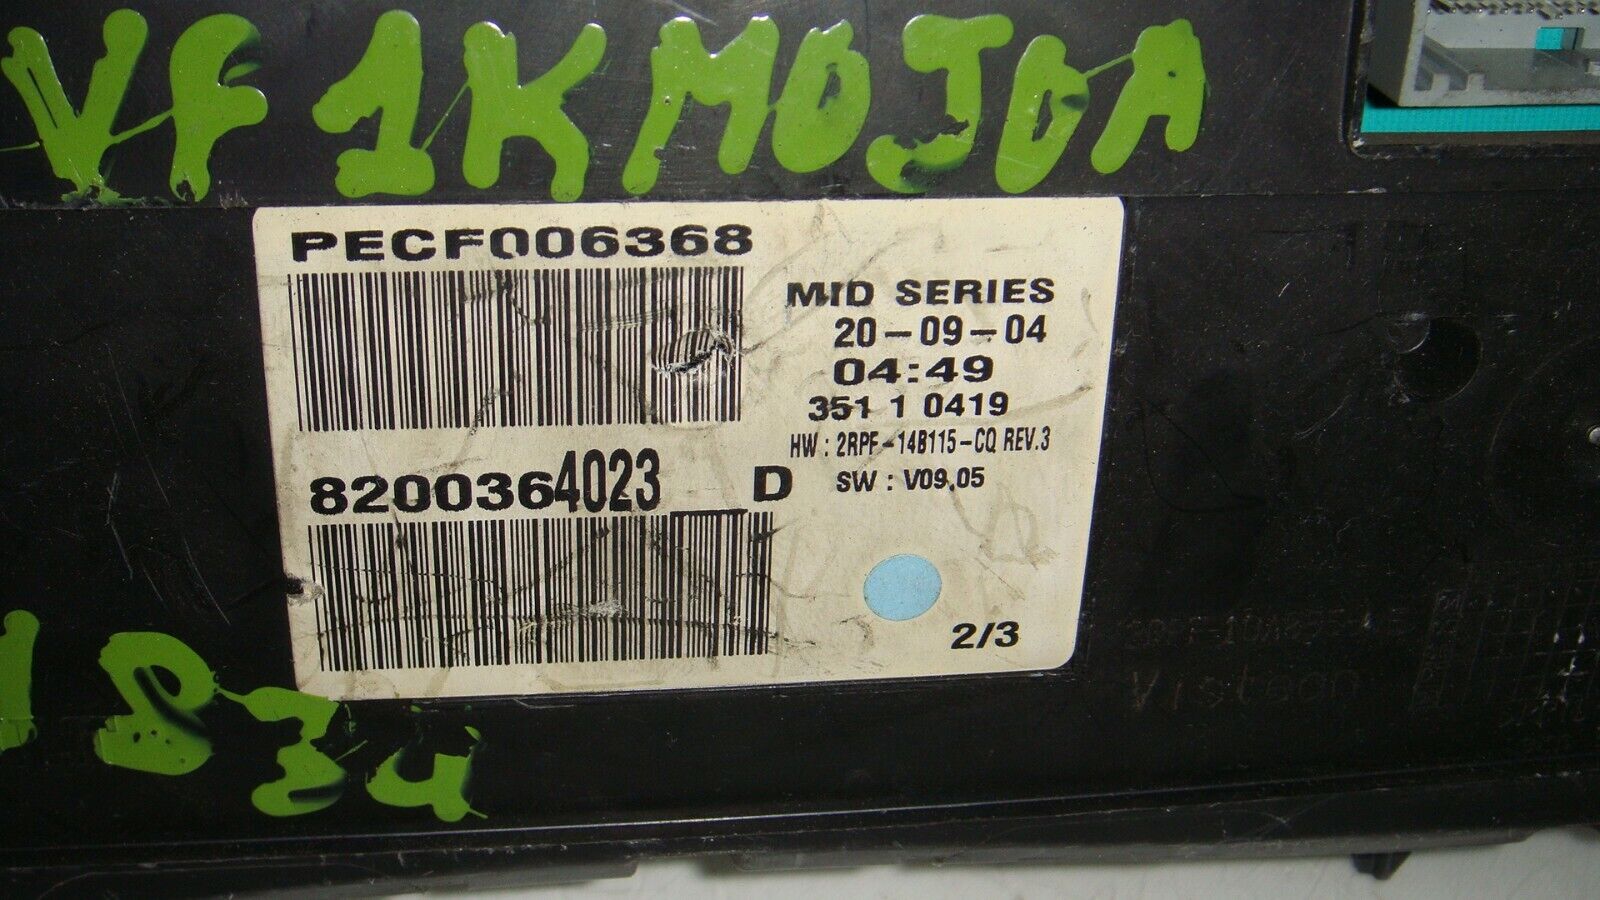 VF1KM0J0A
PECF006368
MID SERIES
20-09-04
04:49
351 1 0419
HW : 2RPF-14B115-CQ REV.3
8200364023__D
SW : V09.05
2/3
Visteon